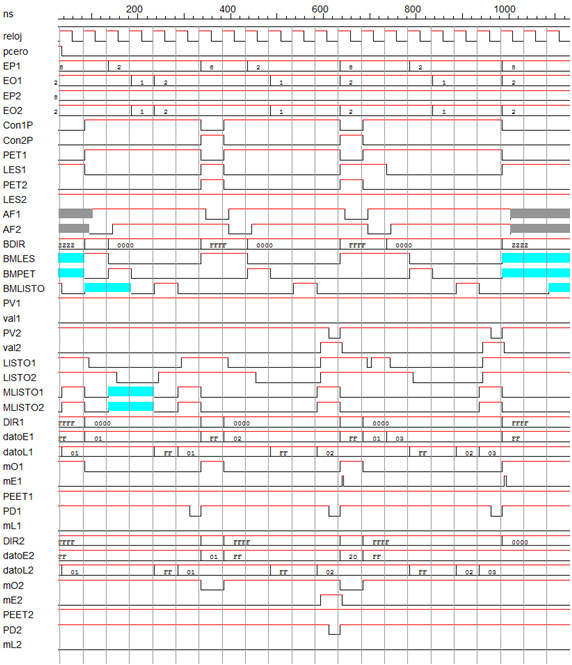 ns 200 400 600 800 1000
reloj
pcero
EP1 8 2 8 2 8 2 8
EO1 2 1 2 1 2 1 2
EP2 8
EO2 2 1 2 1 2 1 2
Con1P
Con2P
PET1
LES1
PET2
LES2
AF1
AF2
BDIR ZZZZ 0000 FFFF 0000 FFFF 0000 ZZZZ
BMLES
BMPET
BMLISTO
PV1
val1
PV2
val2
LISTO1
LISTO2
MLISTO1
MLISTO2
DIR1 FFFF 0000 0000 0000 FFFF
datoE1 FF 01 FF 02 FF 01 03 FF
datoL1 01 FF 01 FF 02 FF 02 03
mO1
mE1
PEET1
PD1
mL1
DIR2 FFFF FFFF FFFF 0000
datoE2 FF 01 FF 20 FF
datoL2 01 FF 01 FF 02 FF 02 03
mO2
mE2
PEET2
PD2
mL2